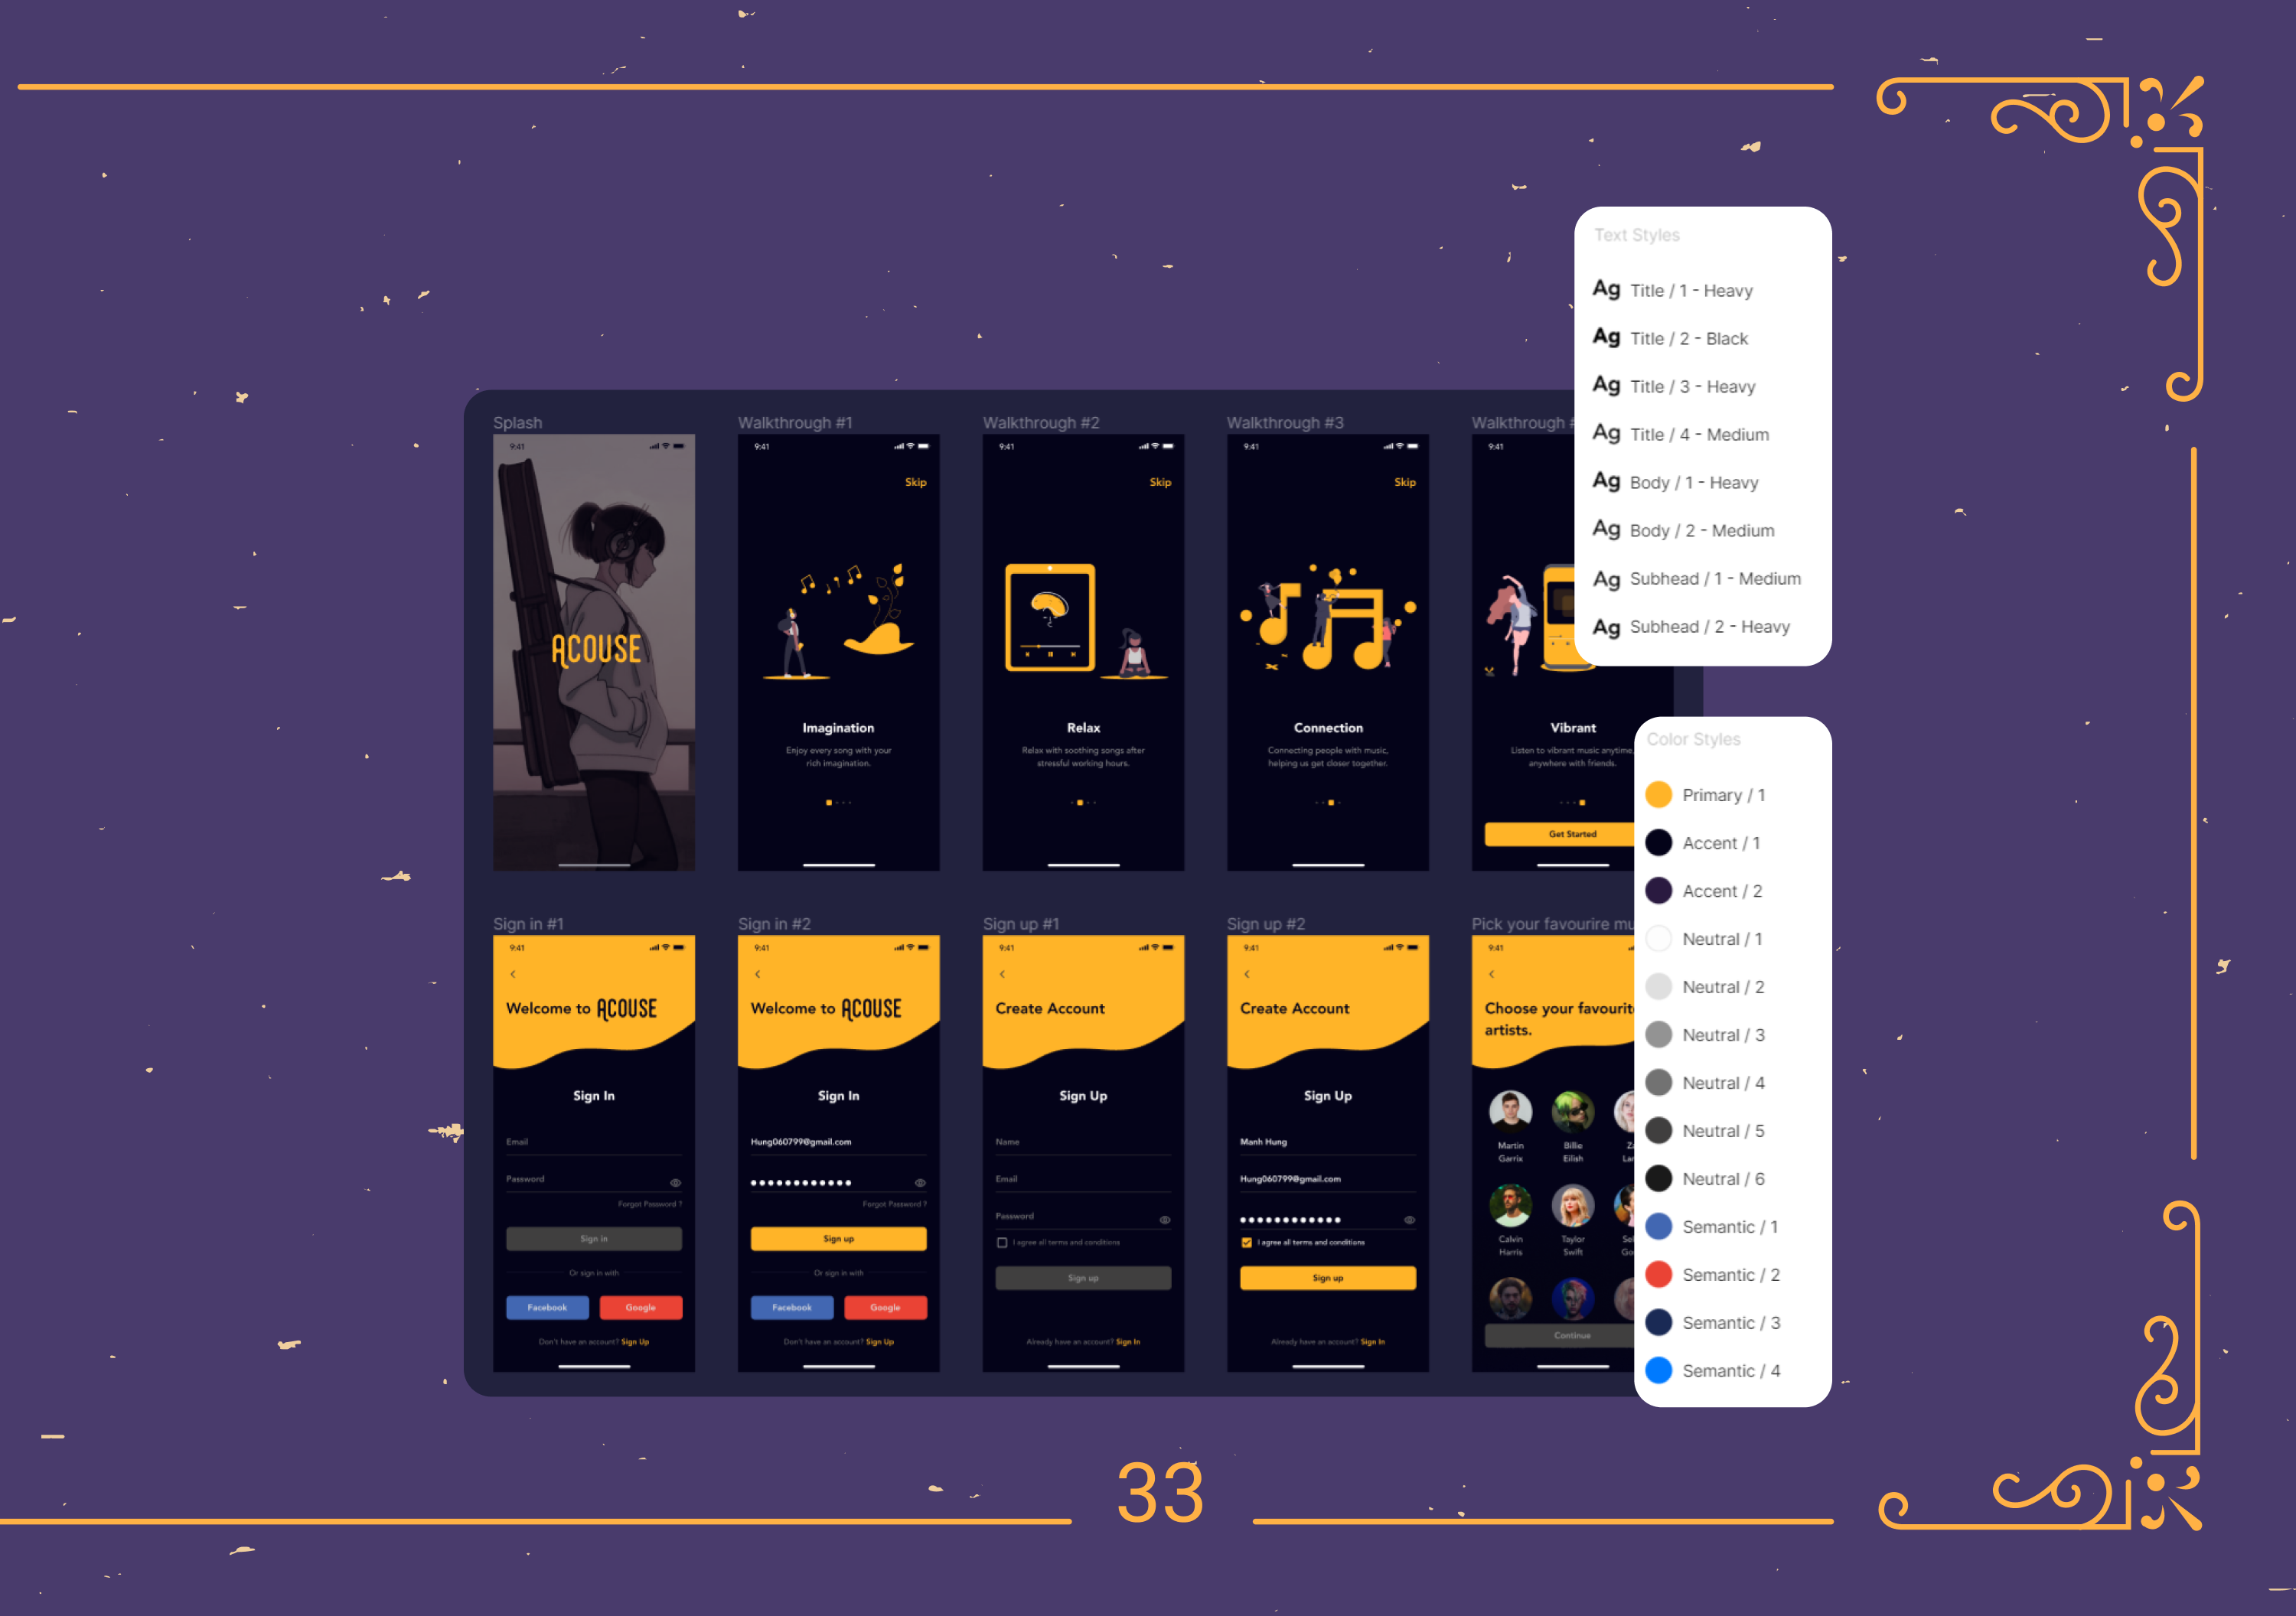 Text Styles
Ag Title / 1 - Heavy
Ag Title / 2 - Black
Ag Title / 3 - Heavy
Ag Title / 4 - Medium
Ag Body / 1 - Heavy
Ag Body / 2 - Medium
Ag Subhead / 1 - Medium
Ag Subhead / 2 - Heavy
Splash
9:41
ACOUSE
Walkthrough #1
9:41
Skip
Imagination
Enjoy every song with your
rich imagination.
Walkthrough #2
9:41
Skip
Relax
Relax with soothing songs after
stressful working hours.
Walkthrough #3
9:41
Skip
Connection
Connecting people with music,
helping us get closer together.
Walkthrough #
9:41
Vibrant
Listen to vibrant music anytime,
anywhere with friends.
Get Started
Color Styles
Primary / 1
Accent / 1
Accent / 2
Neutral / 1
Neutral / 2
Neutral / 3
Neutral / 4
Neutral / 5
Neutral / 6
Semantic / 1
Semantic / 2
Semantic / 3
Semantic / 4
Sign in #1
9:41
Welcome to ACOUSE
Sign In
Email
Password
Forgot Password ?
Sign in
Or sign in with
Facebook Google
Don't have an account? Sign Up
Sign in #2
9:41
Welcome to ACOUSE
Sign In
Hung060799@gmail.com
Forgot Password ?
Sign up
Or sign in with
Facebook Google
Don't have an account? Sign Up
Sign up #1
9:41
Create Account
Sign Up
Name
Email
Password
I agree all terms and conditions
Sign up
Already have an account? Sign In
Sign up #2
9:41
Create Account
Sign Up
Manh Hung
Hung060799@gmail.com
I agree all terms and conditions
Sign up
Already have an account? Sign In
Pick your favourire mu
9:41
Choose your favourit
artists.
Martin Billie Za
Garrix Eilish Lar
Calvin Taylor Sel
Harris Swift Go
Continue
33